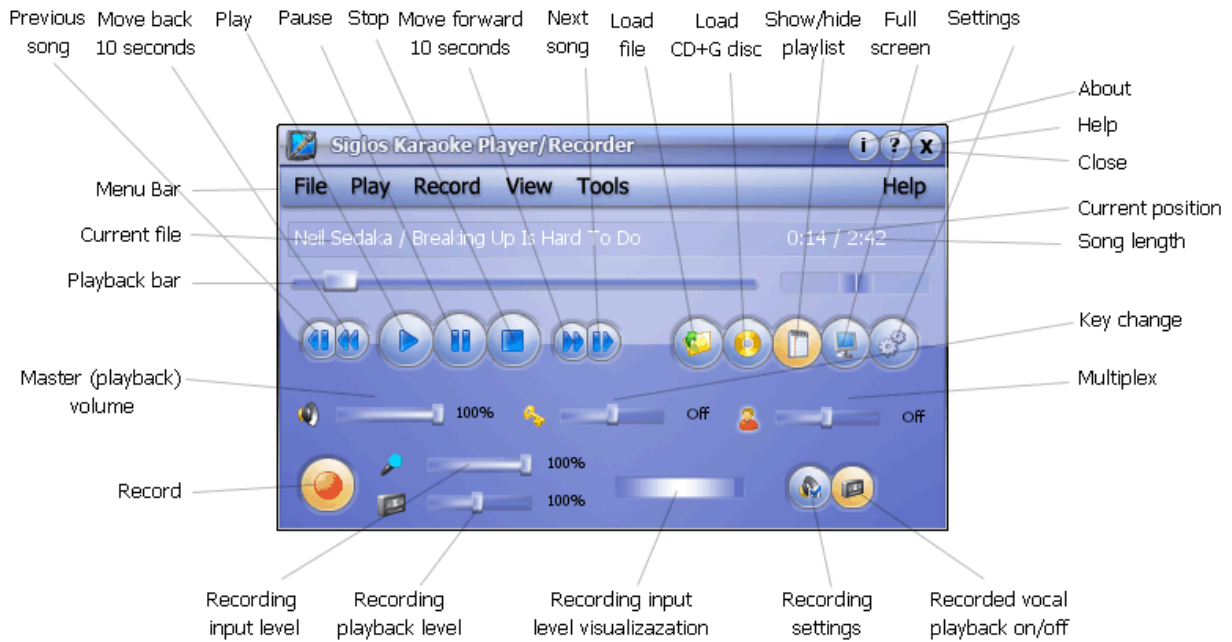 Previous song
Move back 10 seconds
Play
Pause
Stop
Move forward 10 seconds
Next song
Load file
Load CD+G disc
Show/hide playlist
Full screen
Settings
About
Help
Close
Siglos Karaoke Player/Recorder
i ? X
Menu Bar
File Play Record View Tools Help
Current file
Neil Sedaka / Breaking Up Is Hard To Do
0:14 / 2:42
Current position
Song length
Playback bar
Key change
Master (playback) volume
100%
Off
Off
Multiplex
Record
100%
100%
Recording input level
Recording playback level
Recording input level visualizazation
Recording settings
Recorded vocal playback on/off